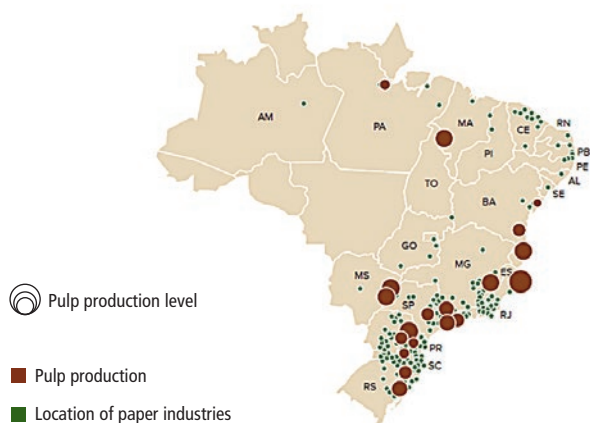 AM
PA
MA
CE
RN
PB
PE
AL
SE
PI
TO
BA
GO
MG
ES
MS
SP
RJ
PR
SC
RS
Pulp production level
Pulp production
Location of paper industries